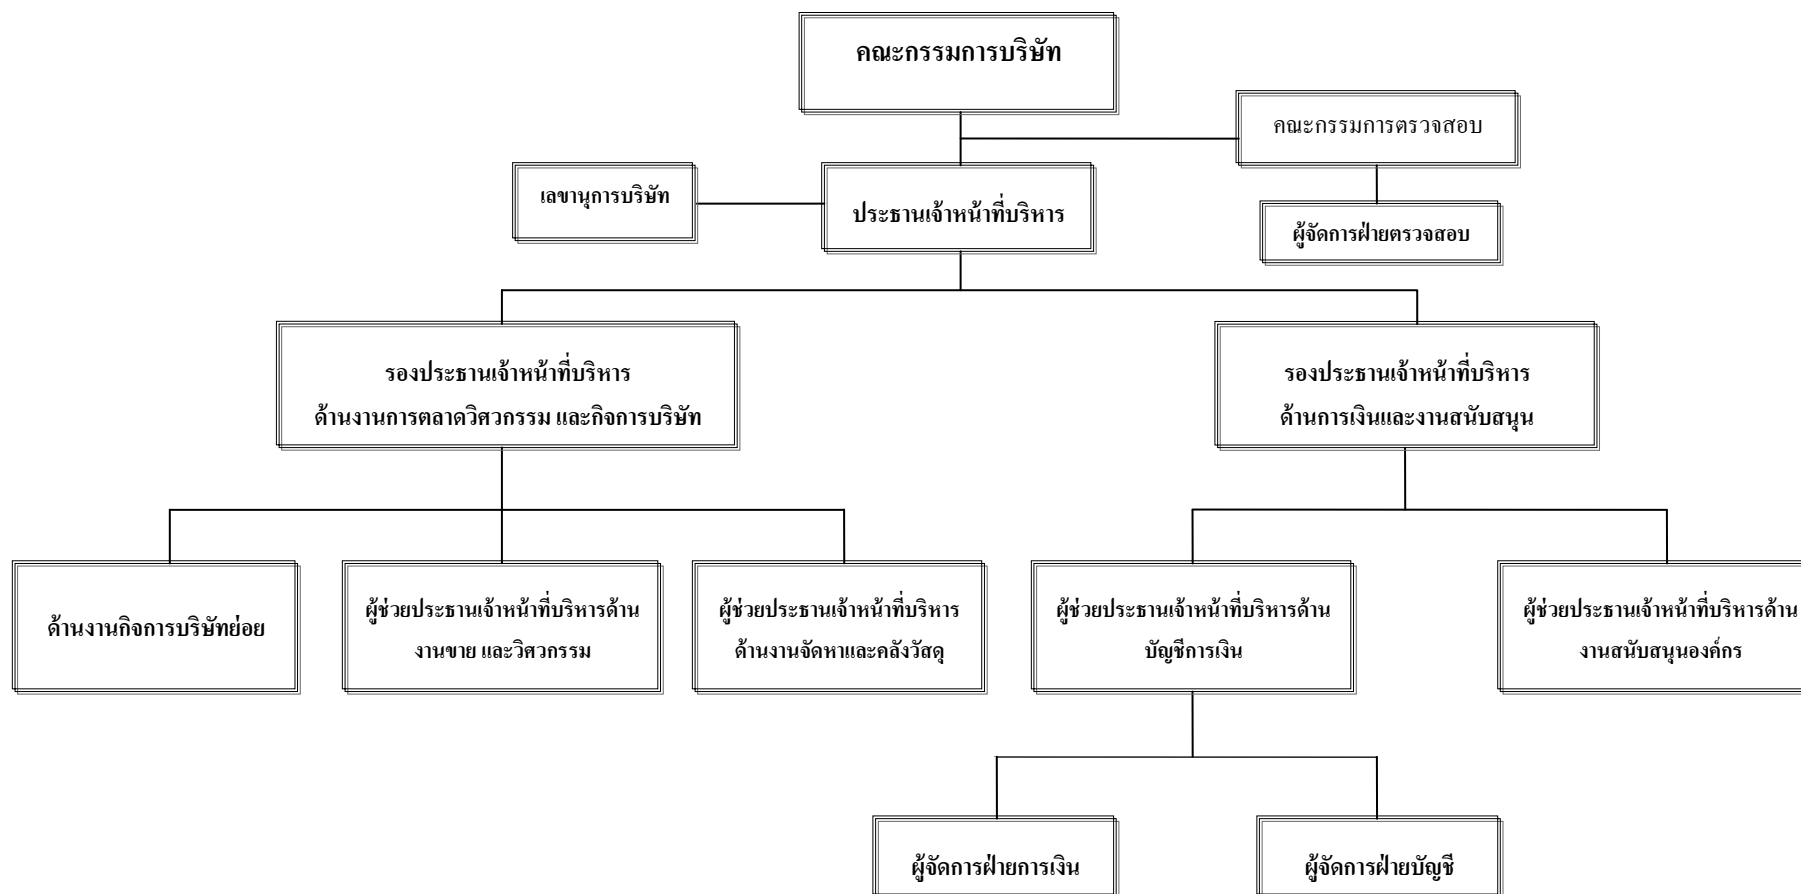 คณะกรรมการบริษัท
คณะกรรมการตรวจสอบ
เลขานุการบริษัท
ประธานเจ้าหน้าที่บริหาร
ผู้จัดการฝ่ายตรวจสอบ
รองประธานเจ้าหน้าที่บริหาร
ด้านงานการตลาดวิศวกรรม และกิจการบริษัท
รองประธานเจ้าหน้าที่บริหาร
ด้านการเงินและงานสนับสนุน
ด้านงานกิจการบริษัทย่อย
ผู้ช่วยประธานเจ้าหน้าที่บริหารด้าน
งานขาย และวิศวกรรม
ผู้ช่วยประธานเจ้าหน้าที่บริหาร
ด้านงานจัดหาและคลังวัสดุ
ผู้ช่วยประธานเจ้าหน้าที่บริหารด้าน
บัญชีการเงิน
ผู้ช่วยประธานเจ้าหน้าที่บริหารด้าน
งานสนับสนุนองค์กร
ผู้จัดการฝ่ายการเงิน
ผู้จัดการฝ่ายบัญชี